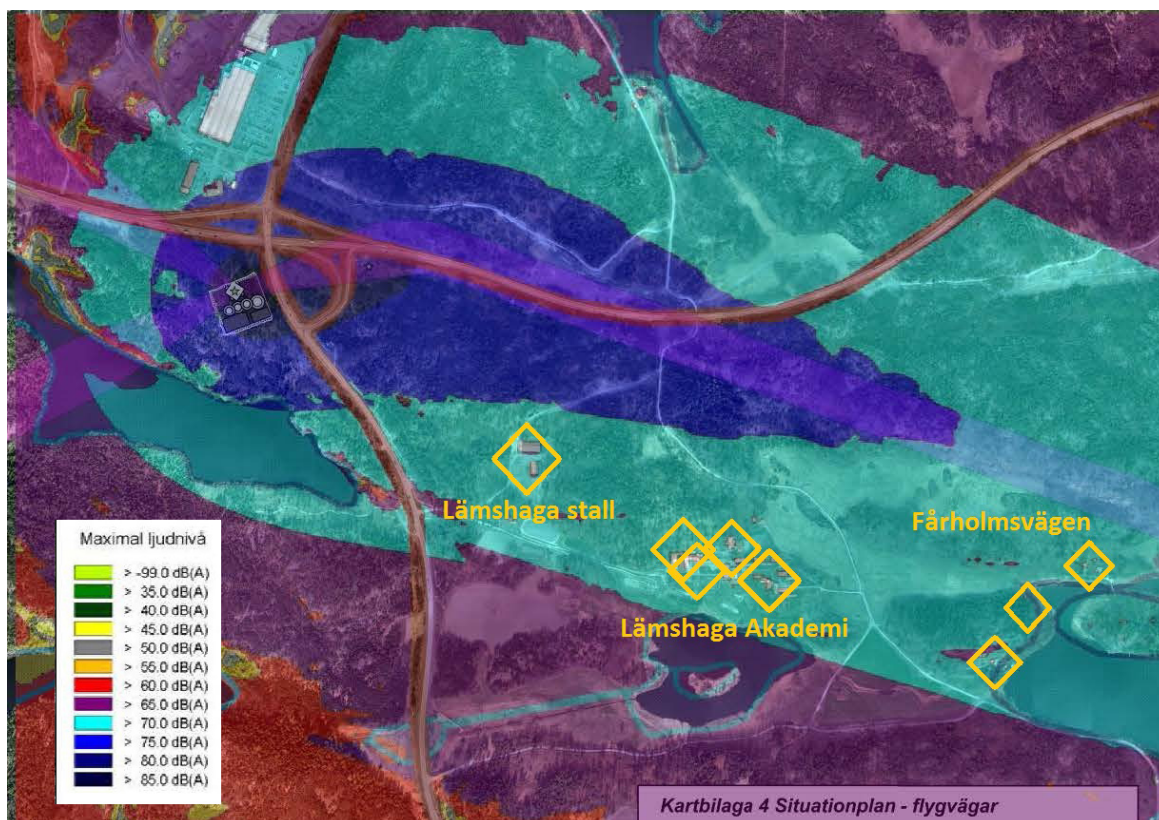 Lämshaga stall
Fårholmsvägen
Lämshaga Akademi
Maximal ljudnivå
> -99.0 dB(A)
> 35.0 dB(A)
> 40.0 dB(A)
> 45.0 dB(A)
> 50.0 dB(A)
> 55.0 dB(A)
> 60.0 dB(A)
> 65.0 dB(A)
> 70.0 dB(A)
> 75.0 dB(A)
> 80.0 dB(A)
> 85.0 dB(A)
Kartbilaga 4 Situationplan - flygvägar